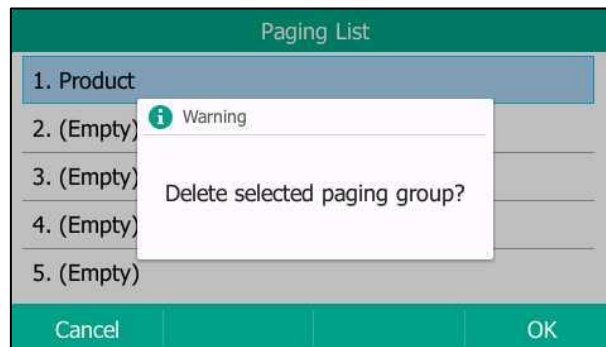 Paging List
1. Product
Warning
2. (Empty)
3. (Empty)
Delete selected paging group?
4. (Empty)
5. (Empty)
Cancel OK